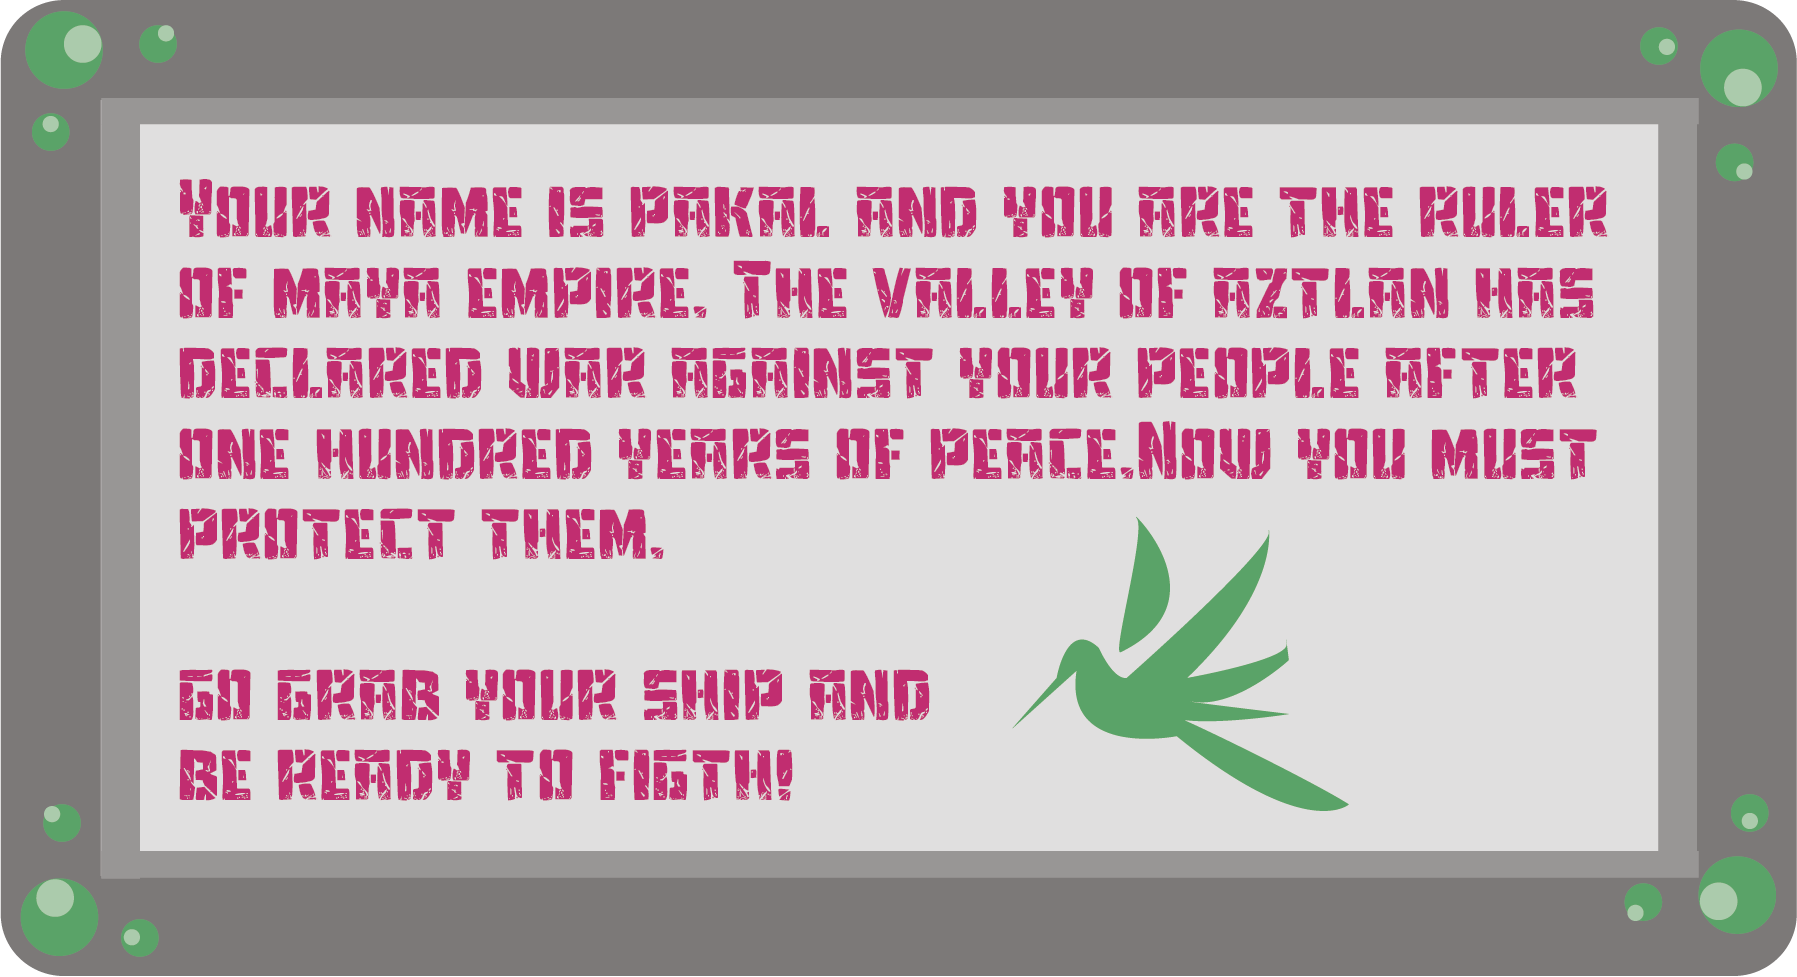 Your name is pakal and you are the ruler
of maya empire. The valley of aztlan has
declared war against your people after
one hundred years of peace.Now you must
protect them.
go grab your ship and
be ready to figth!